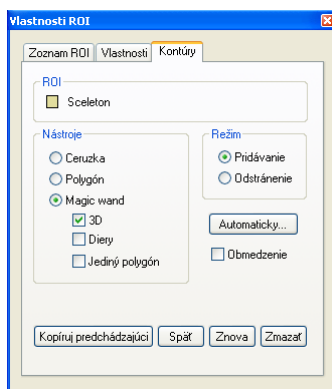 Vlastnosti ROI
Zoznam ROI Vlastnosti Kontúry
ROI
Sceleton
Nástroje
Ceruzka
Polygón
Magic wand
3D
Diery
Jediný polygón
Režim
Pridávanie
Odstránenie
Automaticky...
Obmedzenie
Kopíruj predchádzajúci Späť Znova Zmazať